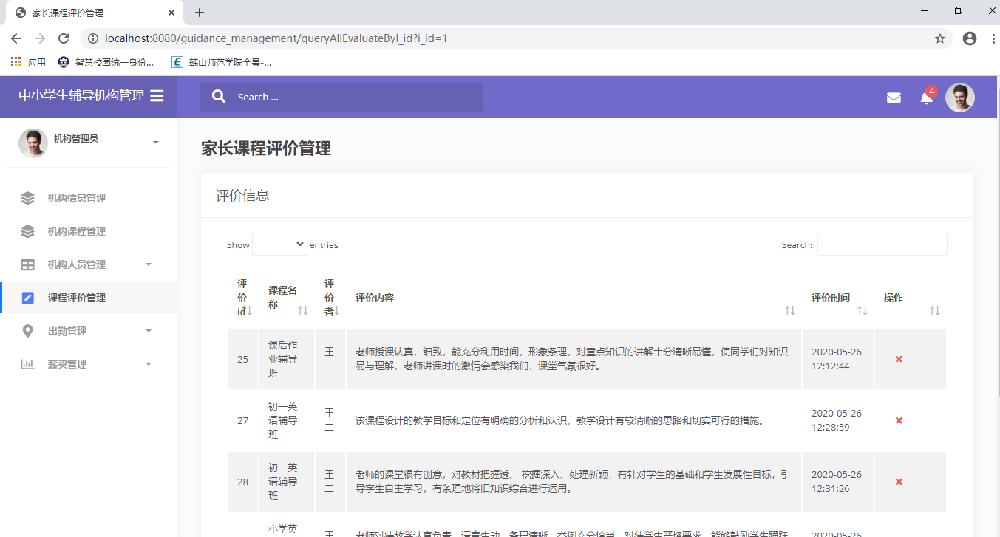 家长课程评价管理
localhost:8080/guidance_management/queryAllEvaluateByI_id?i_id=1
应用 智慧校园统一身份... 韩山师范学院全景-...
中小学生辅导机构管理
Search ...
4
机构管理员
机构信息管理
机构课程管理
机构人员管理
课程评价管理
出勤管理
薪资管理
家长课程评价管理
评价信息
Show entries
Search:
评价id 课程名称 评价者 评价内容 评价时间 操作
25 课后作业辅导班 王二 老师授课认真，细致，能充分利用时间，形象条理，对重点知识的讲解十分清晰易懂，使同学们对知识
易与理解，老师讲课时的激情会感染我们，课堂气氛很好。 2020-05-26 12:12:44
27 初一英语辅导班 王二 该课程设计的教学目标和定位有明确的分析和认识，教学设计有较清晰的思路和切实可行的措施。 2020-05-26 12:28:59
28 初一英语辅导班 王二 老师的课堂很有创意，对教材把握透、 挖掘深入、处理新颖，有针对学生的基础和学生发展性目标，引
导学生自主学习，有条理地将旧知识综合进行运用。 2020-05-26 12:31:26
小学英 王 老师对待教学认真负责，语言生动，条理清晰，举例充分恰当，对待学生严格要求，能够鼓励学生踊跃 2020-05-26